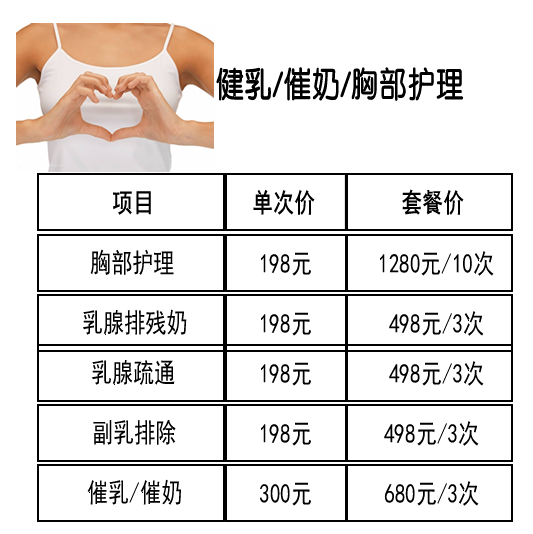 健乳/催奶/胸部护理
项目 单次价 套餐价
胸部护理 198元 1280元/10次
乳腺排残奶 198元 498元/3次
乳腺疏通 198元 498元/3次
副乳排除 198元 498元/3次
催乳/催奶 300元 680元/3次